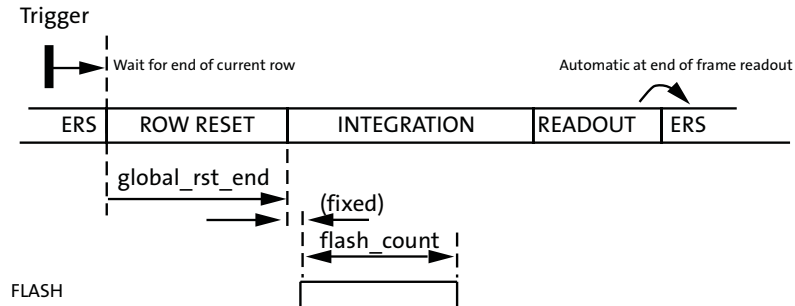 Trigger
Wait for end of current row
Automatic at end of frame readout
ERS ROW RESET INTEGRATION READOUT ERS
global_rst_end
(fixed)
flash_count
FLASH